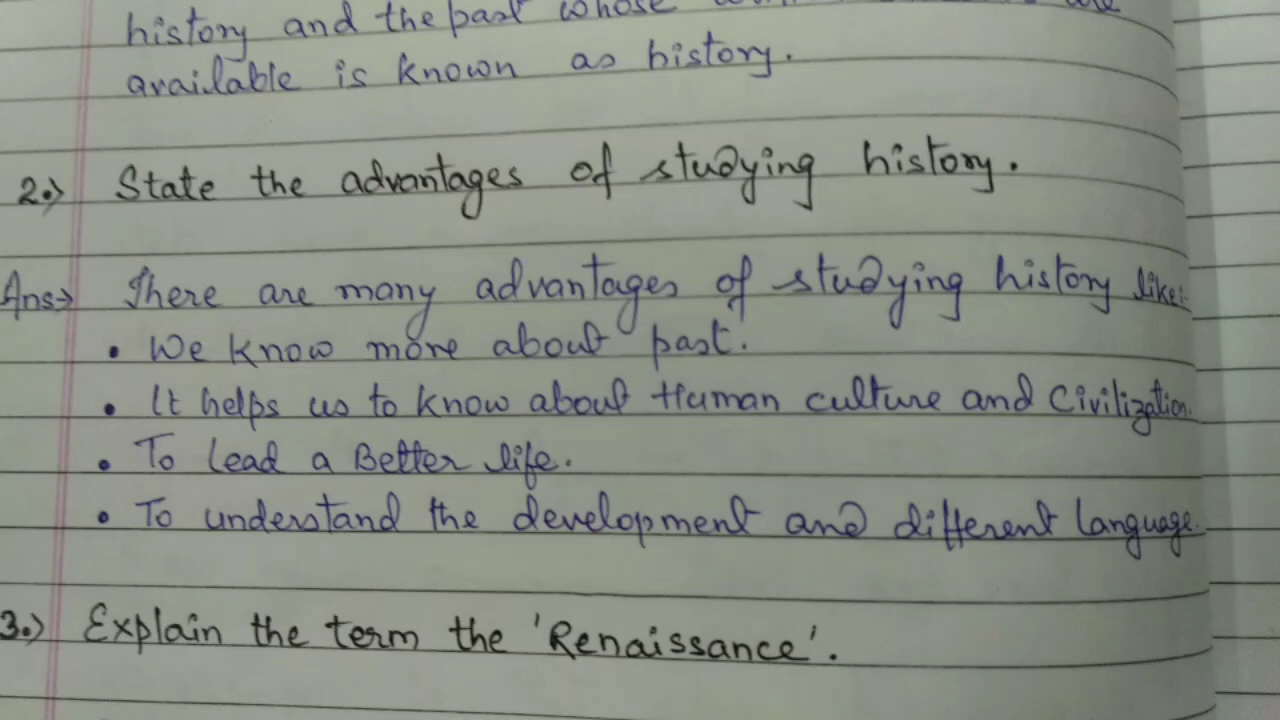 history and the past whose
available is known as history.
2.) State the advantages of studying history.
Ans→ There are many advantages of studying history like:
• We know more about past.
• It helps us to know about Human culture and Civilization.
• To lead a Better life.
• To understand the development and different language.
3.) Explain the term the 'Renaissance'.